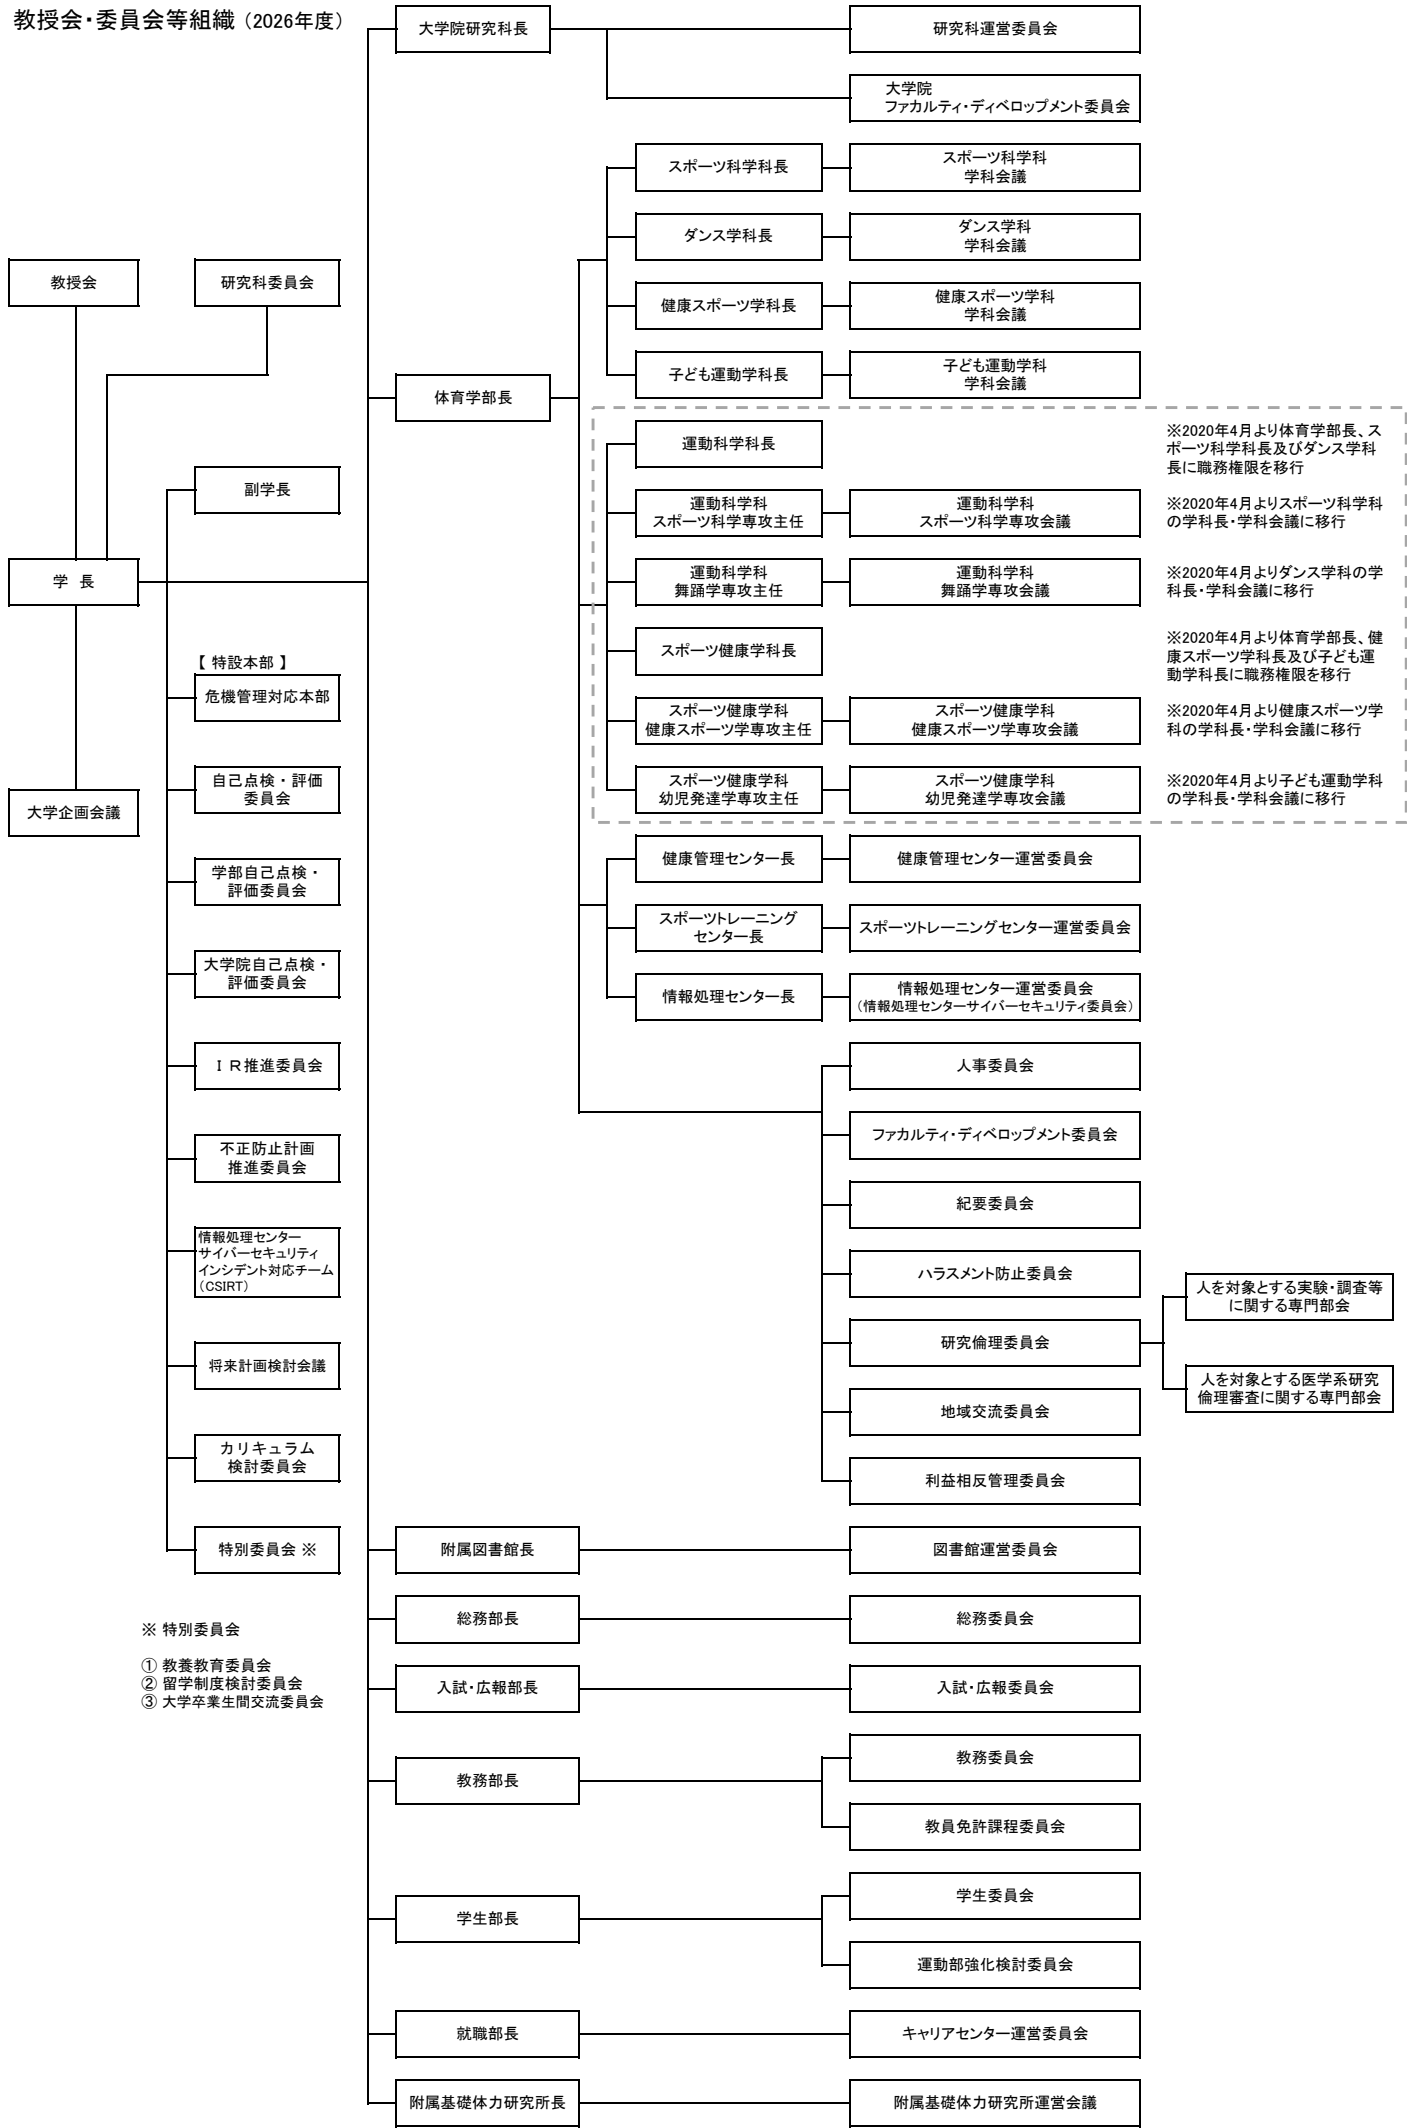 教授会・委員会等組織（2026年度）
大学院研究科長
研究科運営委員会
大学院
ファカルティ・ディベロップメント委員会
スポーツ科学科長
スポーツ科学科
学科会議
ダンス学科長
ダンス学科
学科会議
教授会
研究科委員会
健康スポーツ学科長
健康スポーツ学科
学科会議
子ども運動学科長
子ども運動学科
学科会議
体育学部長
運動科学科長
※2020年4月より体育学部長、ス
ポーツ科学科長及びダンス学科
長に職務権限を移行
副学長
運動科学科
スポーツ科学専攻主任
運動科学科
スポーツ科学専攻会議
※2020年4月よりスポーツ科学科
の学科長・学科会議に移行
学 長
運動科学科
舞踊学専攻主任
運動科学科
舞踊学専攻会議
※2020年4月よりダンス学科の学
科長・学科会議に移行
スポーツ健康学科長
※2020年4月より体育学部長、健
康スポーツ学科長及び子ども運
動学科長に職務権限を移行
【 特設本部 】
危機管理対応本部
スポーツ健康学科
健康スポーツ学専攻主任
スポーツ健康学科
健康スポーツ学専攻会議
※2020年4月より健康スポーツ学
科の学科長・学科会議に移行
大学企画会議
自己点検・評価
委員会
スポーツ健康学科
幼児発達学専攻主任
スポーツ健康学科
幼児発達学専攻会議
※2020年4月より子ども運動学科
の学科長・学科会議に移行
学部自己点検・
評価委員会
健康管理センター長
健康管理センター運営委員会
スポーツトレーニング
センター長
スポーツトレーニングセンター運営委員会
大学院自己点検・
評価委員会
情報処理センター長
情報処理センター運営委員会
（情報処理センターサイバーセキュリティ委員会）
ＩＲ推進委員会
人事委員会
不正防止計画
推進委員会
ファカルティ・ディベロップメント委員会
紀要委員会
情報処理センター
サイバーセキュリティ
インシデント対応チーム
（CSIRT）
ハラスメント防止委員会
人を対象とする実験・調査等
に関する専門部会
将来計画検討会議
研究倫理委員会
人を対象とする医学系研究
倫理審査に関する専門部会
地域交流委員会
カリキュラム
検討委員会
利益相反管理委員会
特別委員会 ※
附属図書館長
図書館運営委員会
※ 特別委員会
① 教養教育委員会
② 留学制度検討委員会
③ 大学卒業生間交流委員会
総務部長
総務委員会
入試・広報部長
入試・広報委員会
教務部長
教務委員会
教員免許課程委員会
学生部長
学生委員会
運動部強化検討委員会
就職部長
キャリアセンター運営委員会
附属基礎体力研究所長
附属基礎体力研究所運営会議